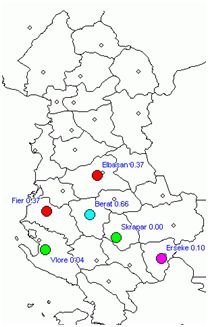 Elbasan 0.37
Fier 0.37
Berat 0.66
Skrapar 0.00
Erseke 0.10
Vlore 0.04